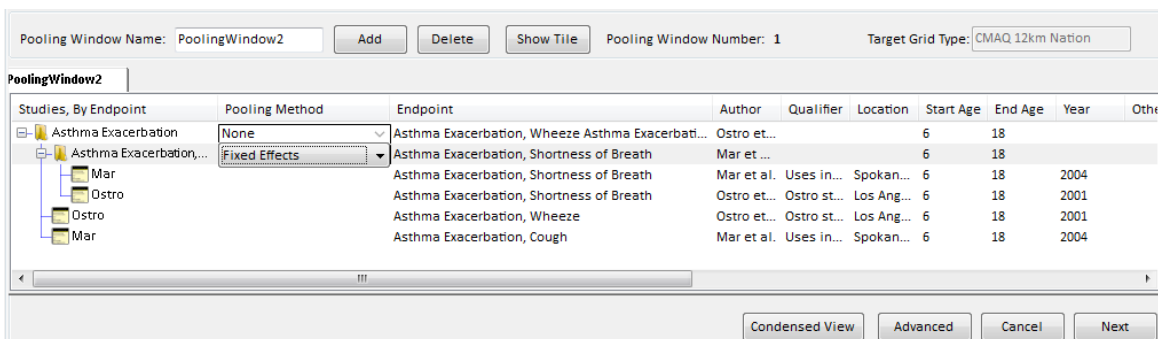 Pooling Window Name: PoolingWindow2 Add Delete Show Tile Pooling Window Number: 1 Target Grid Type: CMAQ 12km Nation
PoolingWindow2
Studies, By Endpoint Pooling Method Endpoint Author Qualifier Location Start Age End Age Year Othe
Asthma Exacerbation None Asthma Exacerbation, Wheeze Asthma Exacerbati... Ostro et... 6 18
Asthma Exacerbation,... Fixed Effects Asthma Exacerbation, Shortness of Breath Mar et ... 6 18
Mar Asthma Exacerbation, Shortness of Breath Mar et al. Uses in... Spokan... 6 18 2004
Ostro Asthma Exacerbation, Shortness of Breath Ostro et... Ostro st... Los Ang... 6 18 2001
Ostro Asthma Exacerbation, Wheeze Ostro et... Ostro st... Los Ang... 6 18 2001
Mar Asthma Exacerbation, Cough Mar et al. Uses in... Spokan... 6 18 2004
Condensed View Advanced Cancel Next